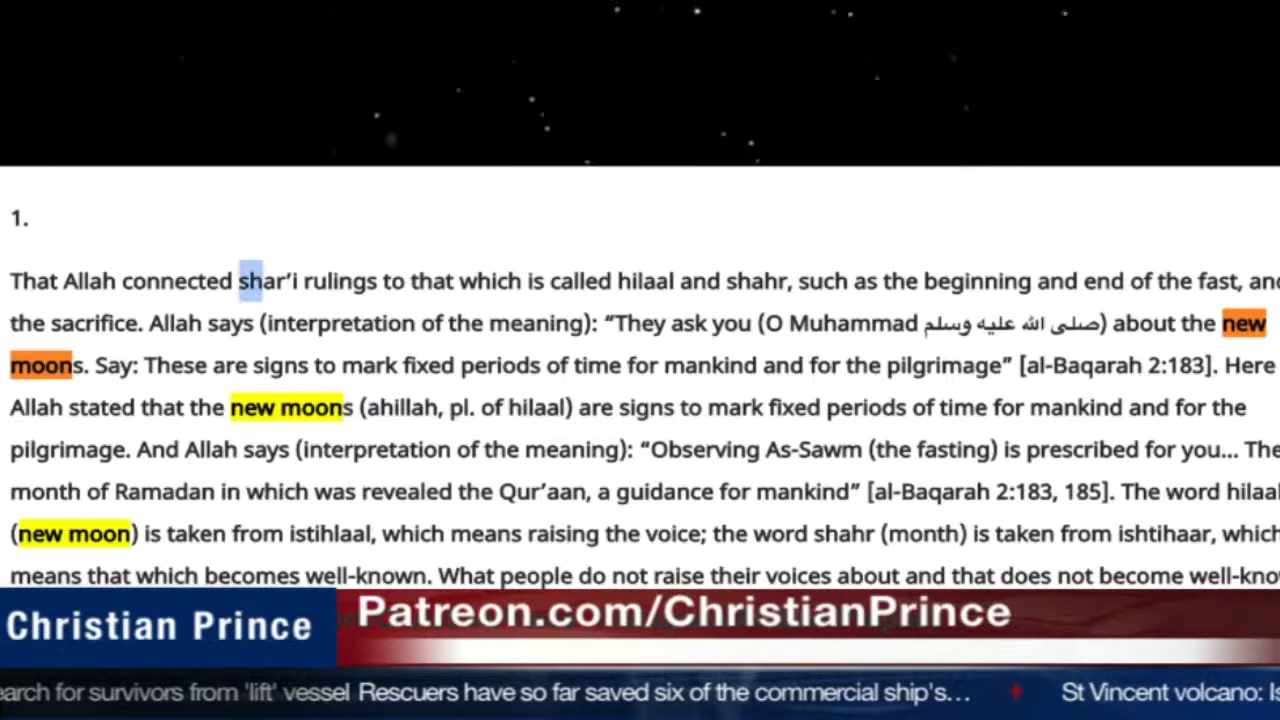 1.
That Allah connected shar’i rulings to that which is called hilaal and shahr, such as the beginning and end of the fast, and
the sacrifice. Allah says (interpretation of the meaning): “They ask you (O Muhammad صلى الله عليه وسلم) about the new
moons. Say: These are signs to mark fixed periods of time for mankind and for the pilgrimage” [al-Baqarah 2:183]. Here
Allah stated that the new moons (ahillah, pl. of hilaal) are signs to mark fixed periods of time for mankind and for the
pilgrimage. And Allah says (interpretation of the meaning): “Observing As-Sawm (the fasting) is prescribed for you... The
month of Ramadan in which was revealed the Qur’aan, a guidance for mankind” [al-Baqarah 2:183, 185]. The word hilaal
(new moon) is taken from istihlaal, which means raising the voice; the word shahr (month) is taken from ishtihaar, which
means that which becomes well-known. What people do not raise their voices about and that does not become well-kno
Christian Prince
Patreon.com/ChristianPrince
earch for survivors from 'lift' vessel Rescuers have so far saved six of the commercial ship's... St Vincent volcano: Is